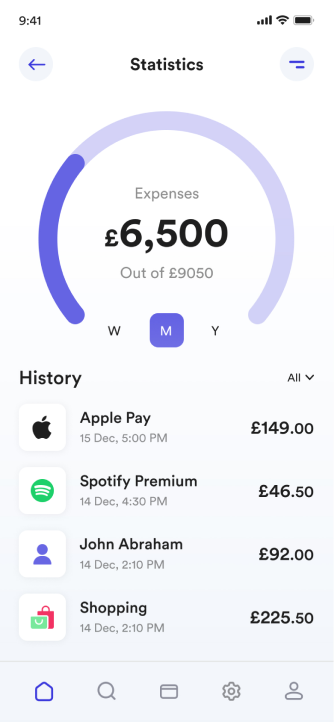 9:41
Statistics
Expenses
£6,500
Out of £9050
W M Y
History All
Apple Pay £149.00
15 Dec, 5:00 PM
Spotify Premium £46.50
14 Dec, 4:30 PM
John Abraham £92.00
14 Dec, 2:10 PM
Shopping £225.50
14 Dec, 2:10 PM